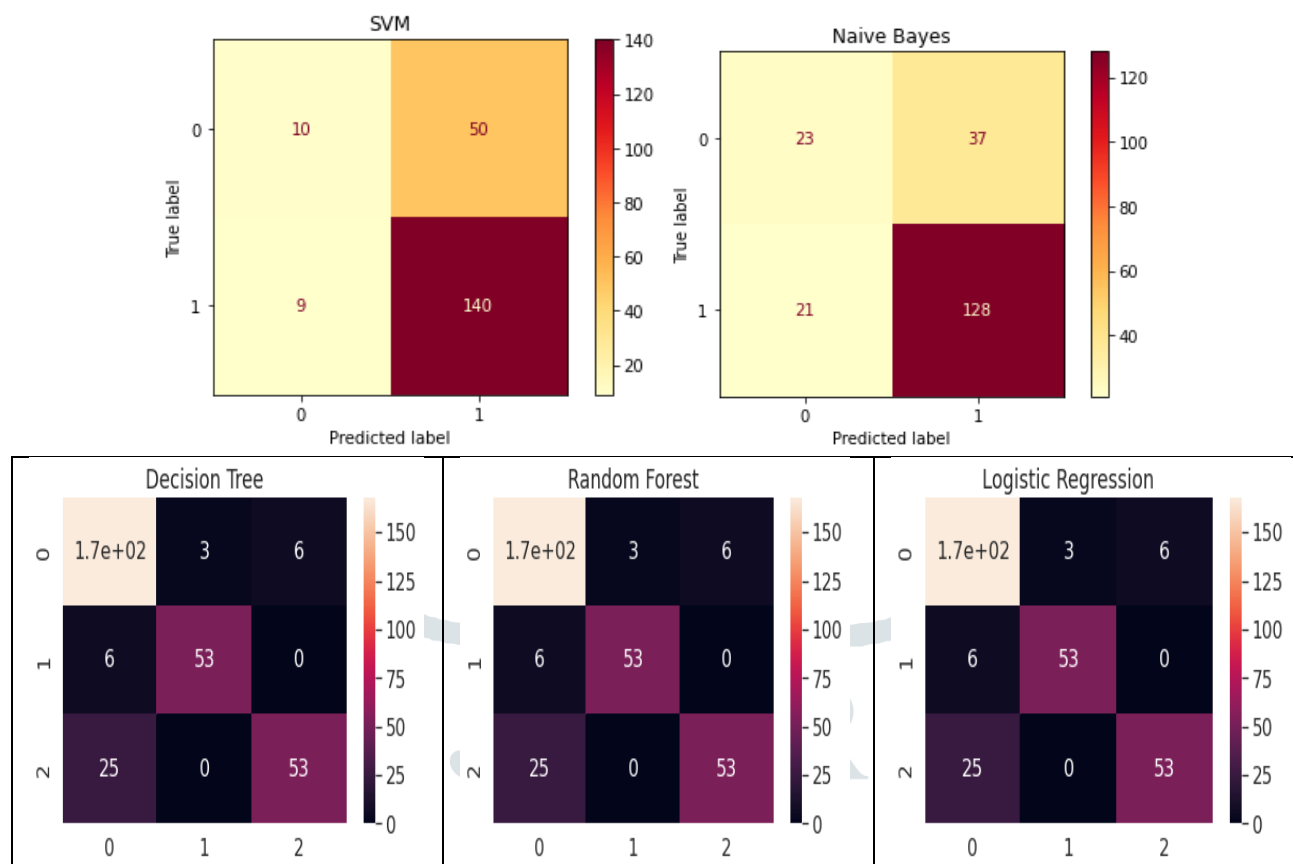 SVM
10 50
9 140
0
1
True label
0 1
Predicted label
140
120
100
80
60
40
20
Naive Bayes
23 37
21 128
0
1
True label
0 1
Predicted label
120
100
80
60
40
Decision Tree
0 1.7e+02 3 6
1 6 53 0
2 25 0 53
0 1 2
150
125
100
75
50
25
0
Random Forest
0 1.7e+02 3 6
1 6 53 0
2 25 0 53
0 1 2
150
125
100
75
50
25
0
Logistic Regression
0 1.7e+02 3 6
1 6 53 0
2 25 0 53
0 1 2
150
125
100
75
50
25
0